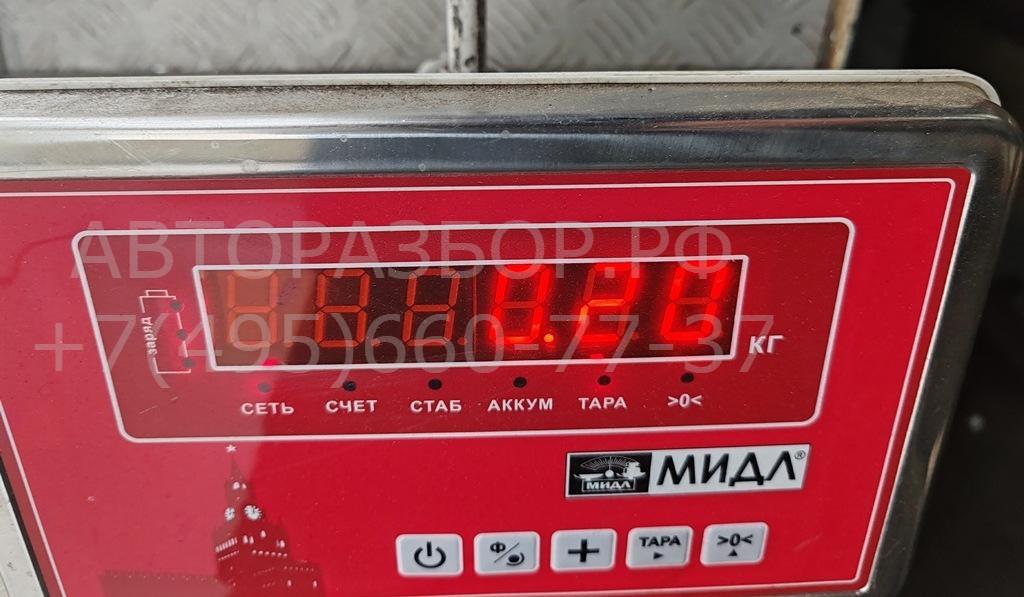 АВТОРАЗБОР.РФ
+7(495)660-77-37
заряд
0.20
КГ
СЕТЬ СЧЕТ СТАБ АККУМ ТАРА >0<
МИДЛ МИДЛ®
Ф ТАРА >0<